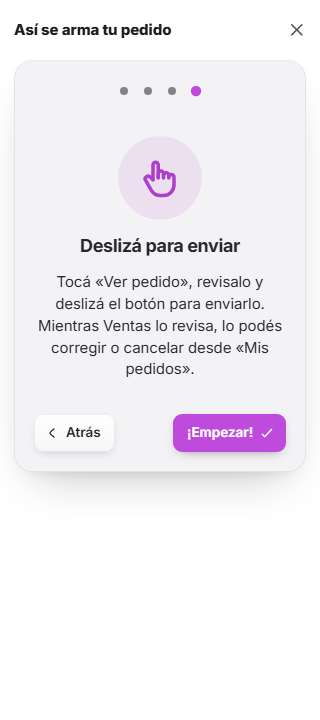 Así se arma tu pedido
Deslizá para enviar
Tocá «Ver pedido», revisalo y
deslizá el botón para enviarlo.
Mientras Ventas lo revisa, lo podés
corregir o cancelar desde «Mis
pedidos».
Atrás
¡Empezar!